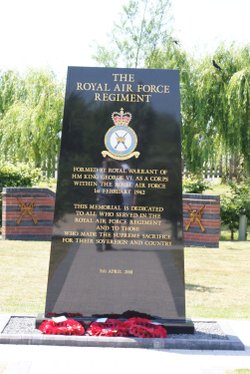 THE
ROYAL AIR FORCE
REGIMENT
FORMED BY ROYAL WARRANT OF
HM KING GEORGE VI, AS A CORPS
WITHIN THE ROYAL AIR FORCE
1st FEBRUARY 1942
THIS MEMORIAL IS DEDICATED
TO ALL WHO SERVED IN THE
ROYAL AIR FORCE REGIMENT
AND TO THOSE
WHO MADE THE SUPREME SACRIFICE
FOR THEIR SOVEREIGN AND COUNTRY
APRIL